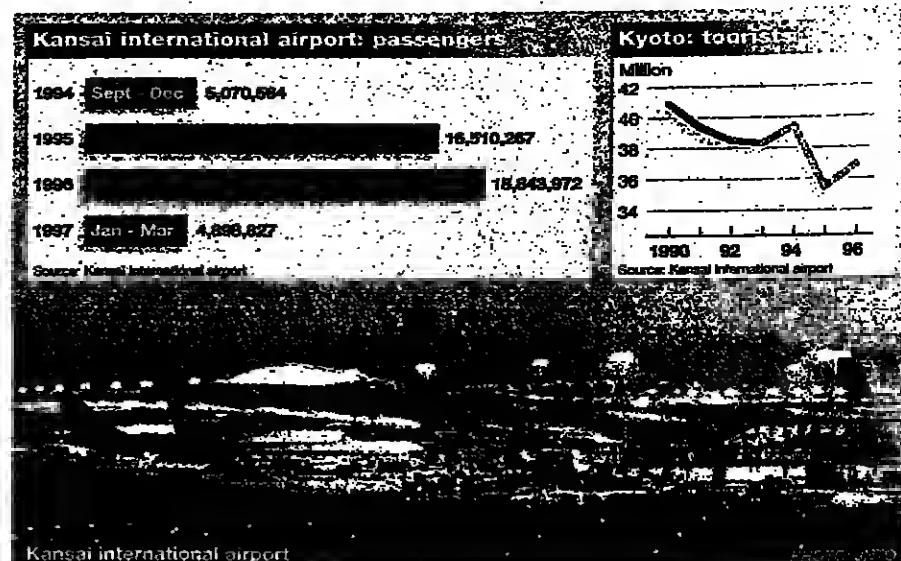 Kansai international airport: passengers
1994 Sept - Dec 5,070,564
1995 16,510,267
1996 18,843,972
1997 Jan - Mar 4,898,827
Source: Kansai international airport
Kyoto: tourists
Million
42
40
38
36
34
1990 92 94 96
Source: Kansai international airport
Kansai international airport
PHOTO: